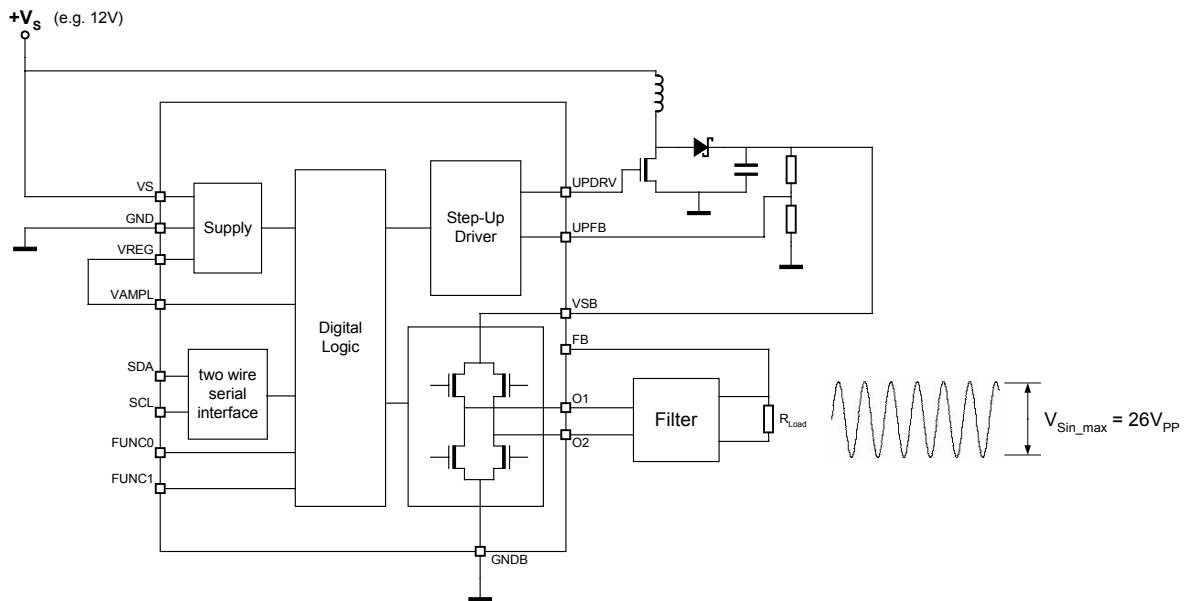 +VS (e.g. 12V)
VS
GND
VREG
VAMPL
SDA
SCL
FUNC0
FUNC1
Supply
two wire
serial
interface
Digital
Logic
Step-Up
Driver
UPDRV
UPFB
VSB
FB
O1
O2
GNDB
Filter
RLoad
VSin_max = 26VPP